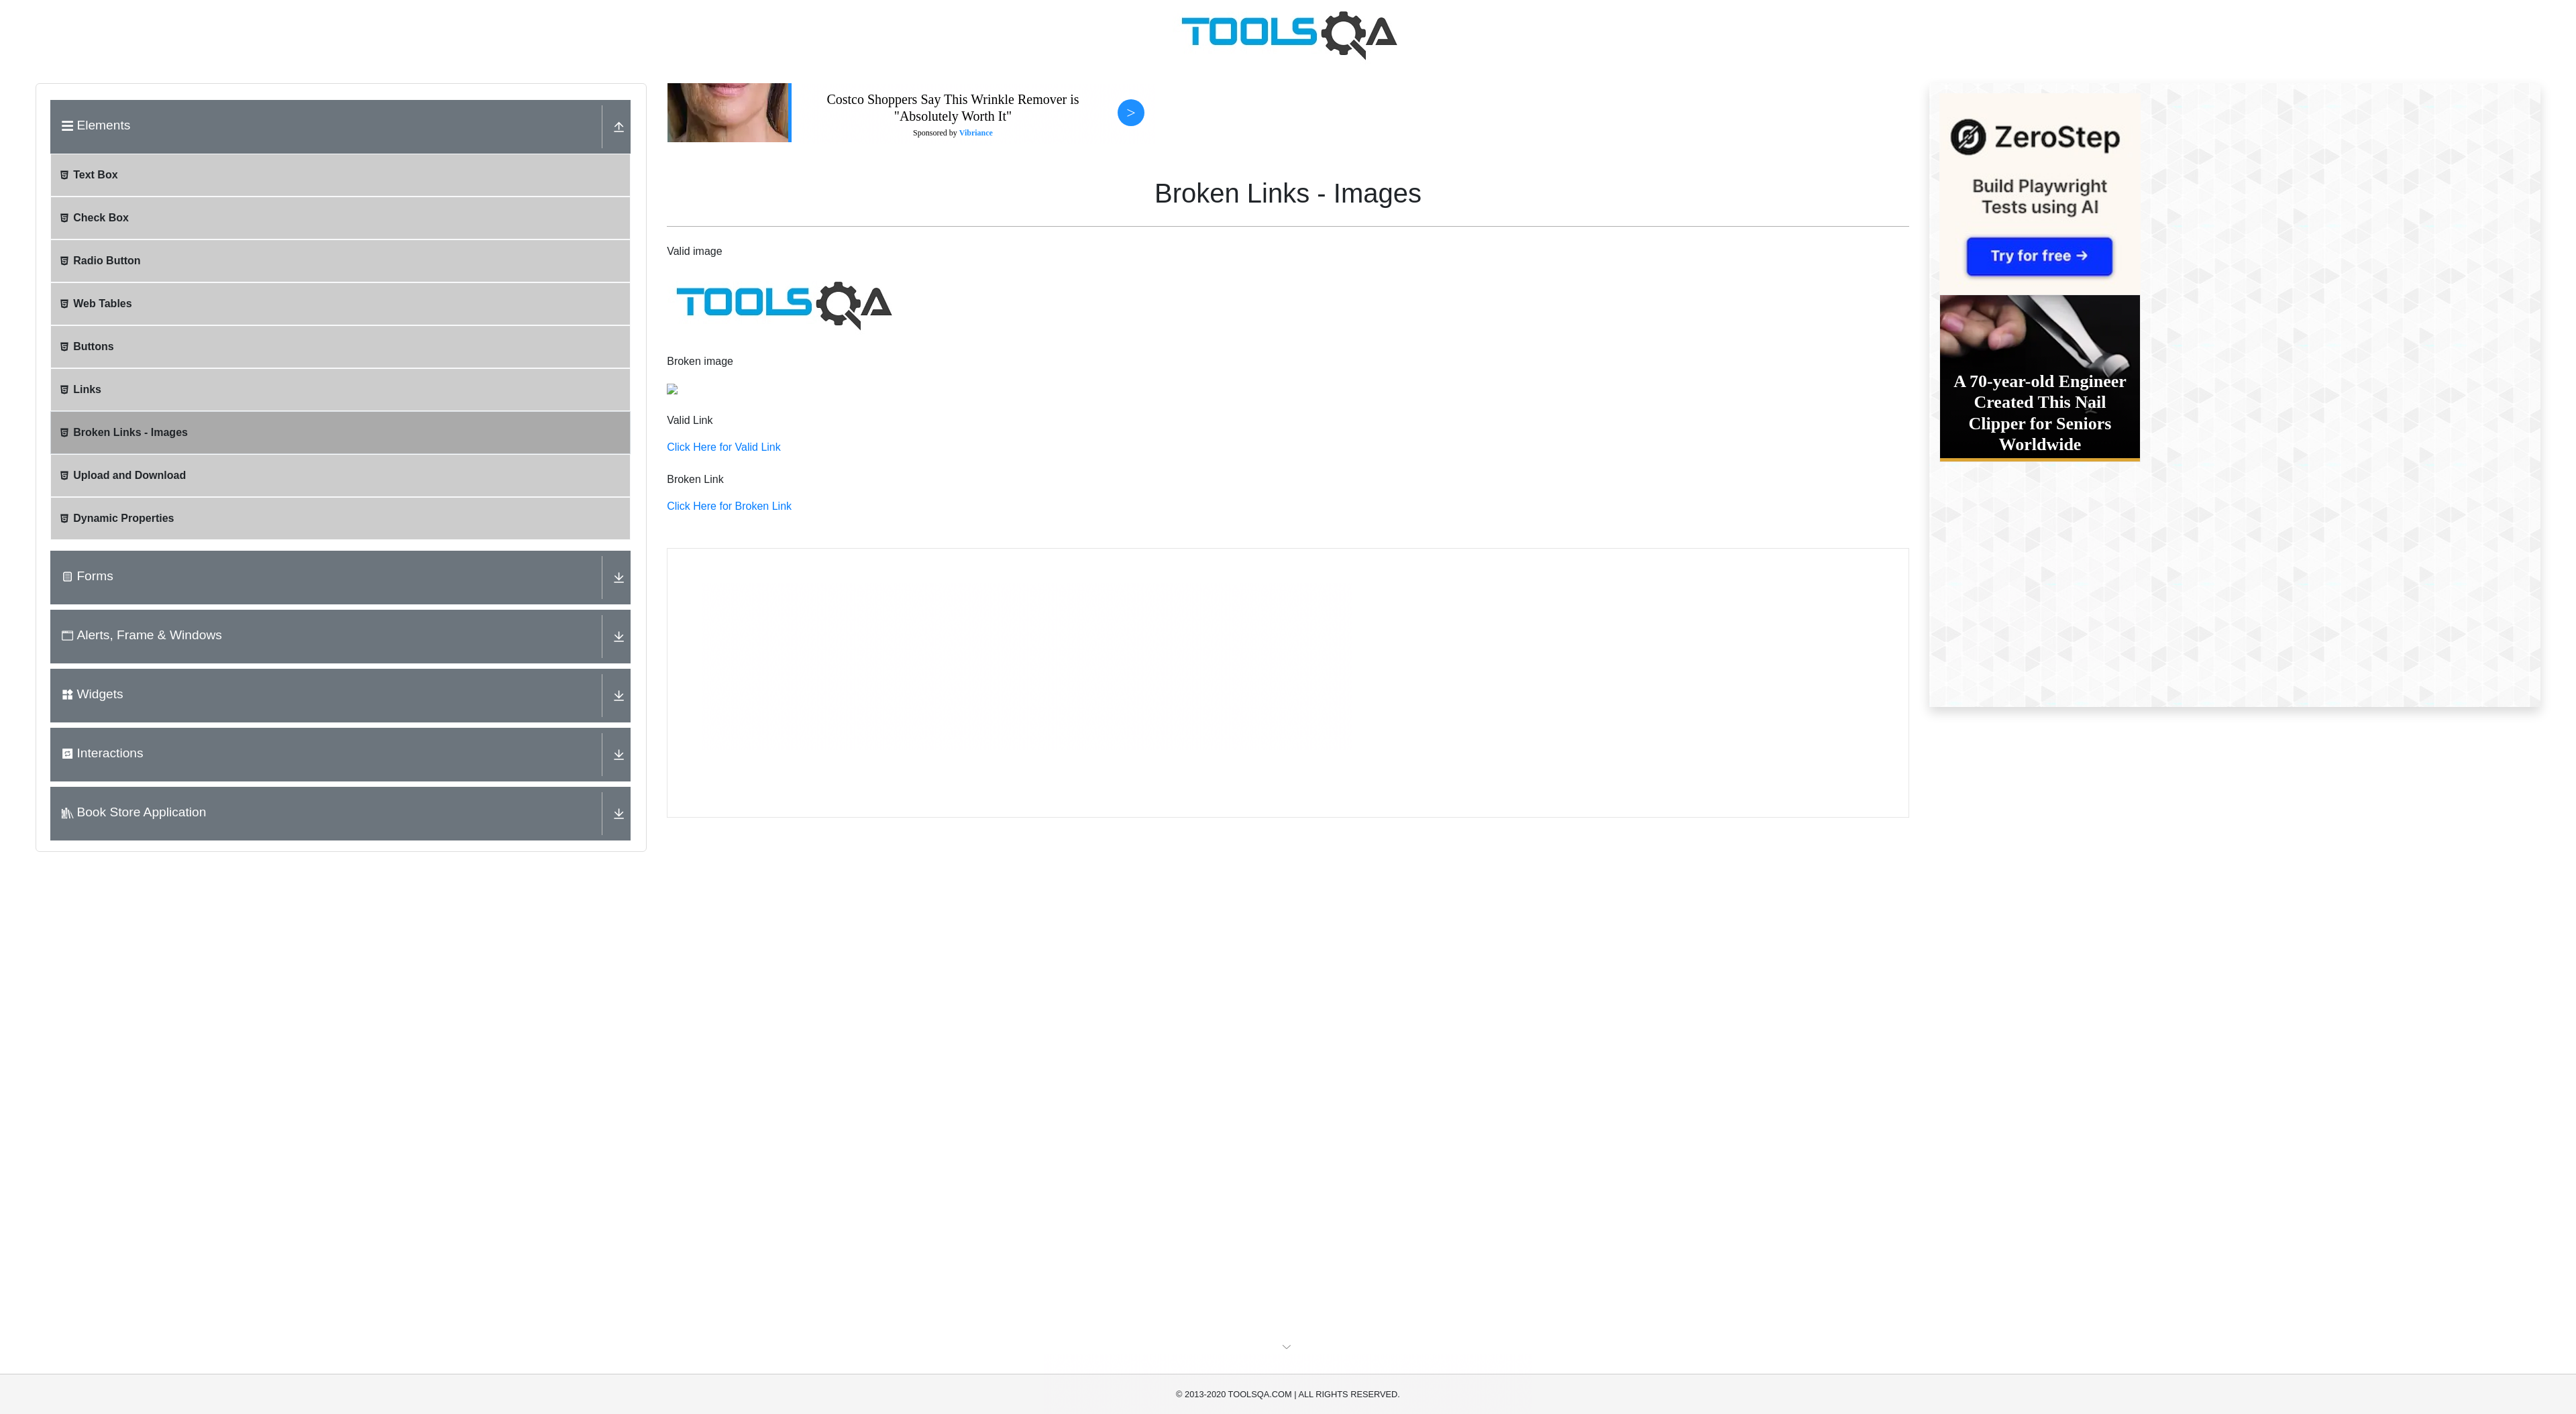 TOOLSQA
Elements
Text Box
Check Box
Radio Button
Web Tables
Buttons
Links
Broken Links - Images
Upload and Download
Dynamic Properties
Forms
Alerts, Frame & Windows
Widgets
Interactions
Book Store Application
Costco Shoppers Say This Wrinkle Remover is
"Absolutely Worth It"
Sponsored by Vibriance
>
Broken Links - Images
Valid image
TOOLSQA
Broken image
Valid Link
Click Here for Valid Link
Broken Link
Click Here for Broken Link
ZeroStep
Build Playwright
Tests using AI
Try for free →
A 70-year-old Engineer
Created This Nail
Clipper for Seniors
Worldwide
© 2013-2020 TOOLSQA.COM | ALL RIGHTS RESERVED.